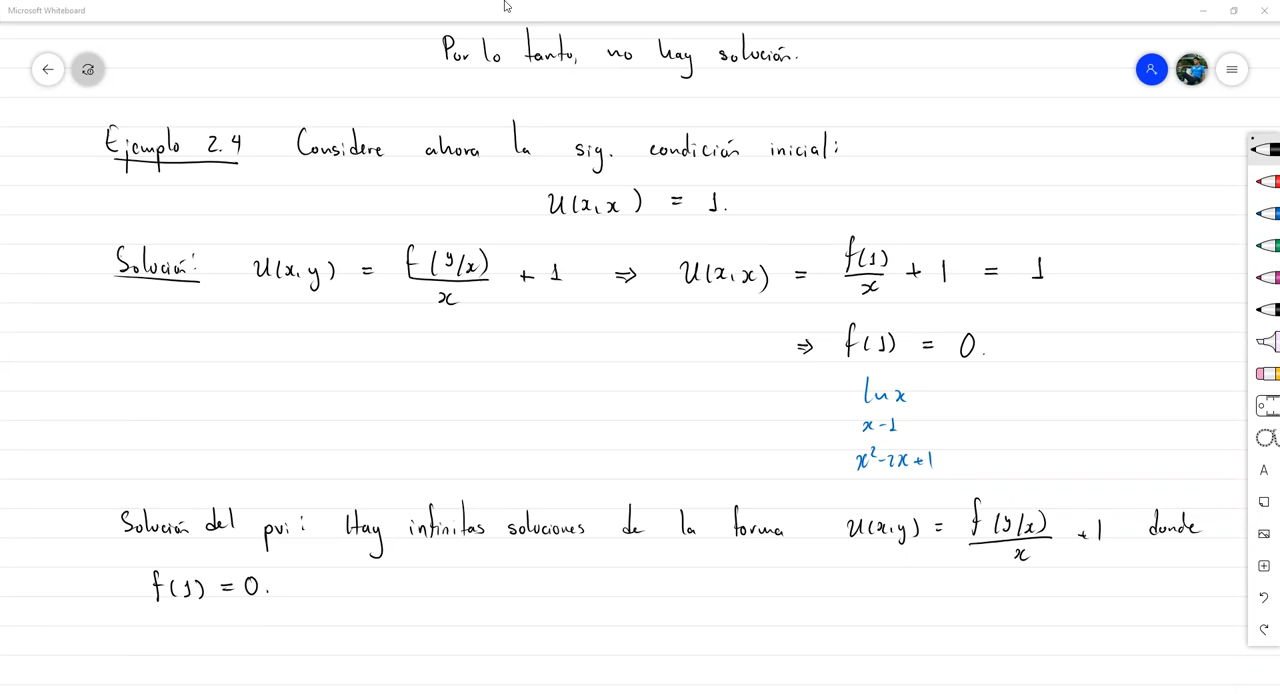 Microsoft Whiteboard
Por lo tanto, no hay solución.
Ejemplo 2.4 Considere ahora la sig. condición inicial:
u(x,x) = 1.
Solución: u(x,y) = f(y/x)/x + 1 ⇒ u(x,x) = f(1)/x + 1 = 1
⇒ f(1) = 0.
ln x
x-1
x²-2x+1
Solución del pvi: Hay infinitas soluciones de la forma u(x,y) = f(y/x)/x + 1 donde
f(1) = 0.